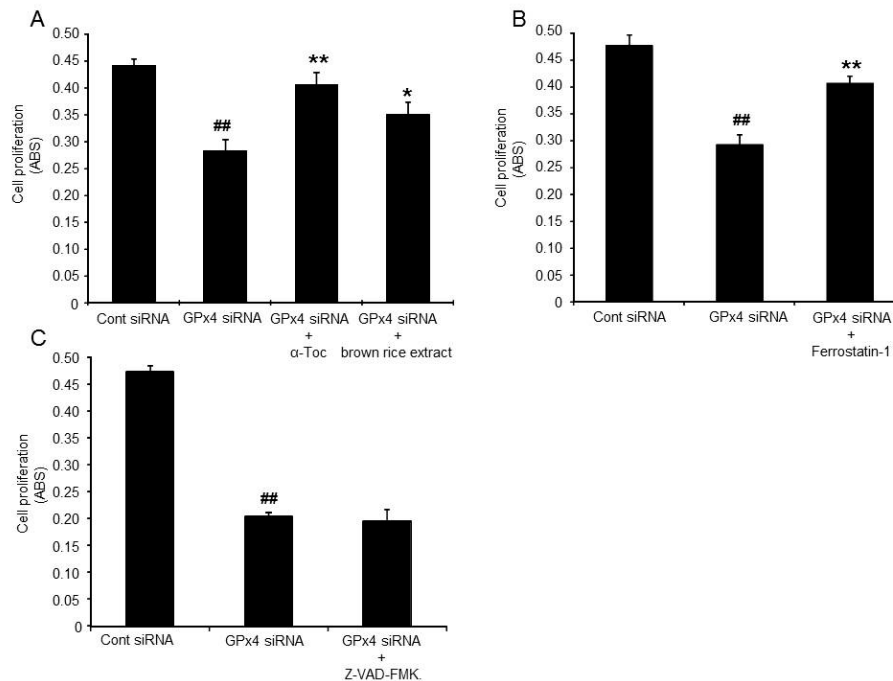 A
Cell proliferation
(ABS)
0.50
0.45
0.40
0.35
0.30
0.25
0.20
0.15
0.10
0.05
0
##
**
*
Cont siRNA
GPx4 siRNA
GPx4 siRNA
+
α-Toc
GPx4 siRNA
+
brown rice extract
B
Cell proliferation
(ABS)
0.50
0.45
0.40
0.35
0.30
0.25
0.20
0.15
0.10
0.05
0
##
**
Cont siRNA
GPx4 siRNA
GPx4 siRNA
+
Ferrostatin-1
C
Cell proliferation
(ABS)
0.50
0.45
0.40
0.35
0.30
0.25
0.20
0.15
0.10
0.05
0.00
##
Cont siRNA
GPx4 siRNA
GPx4 siRNA
+
Z-VAD-FMK.